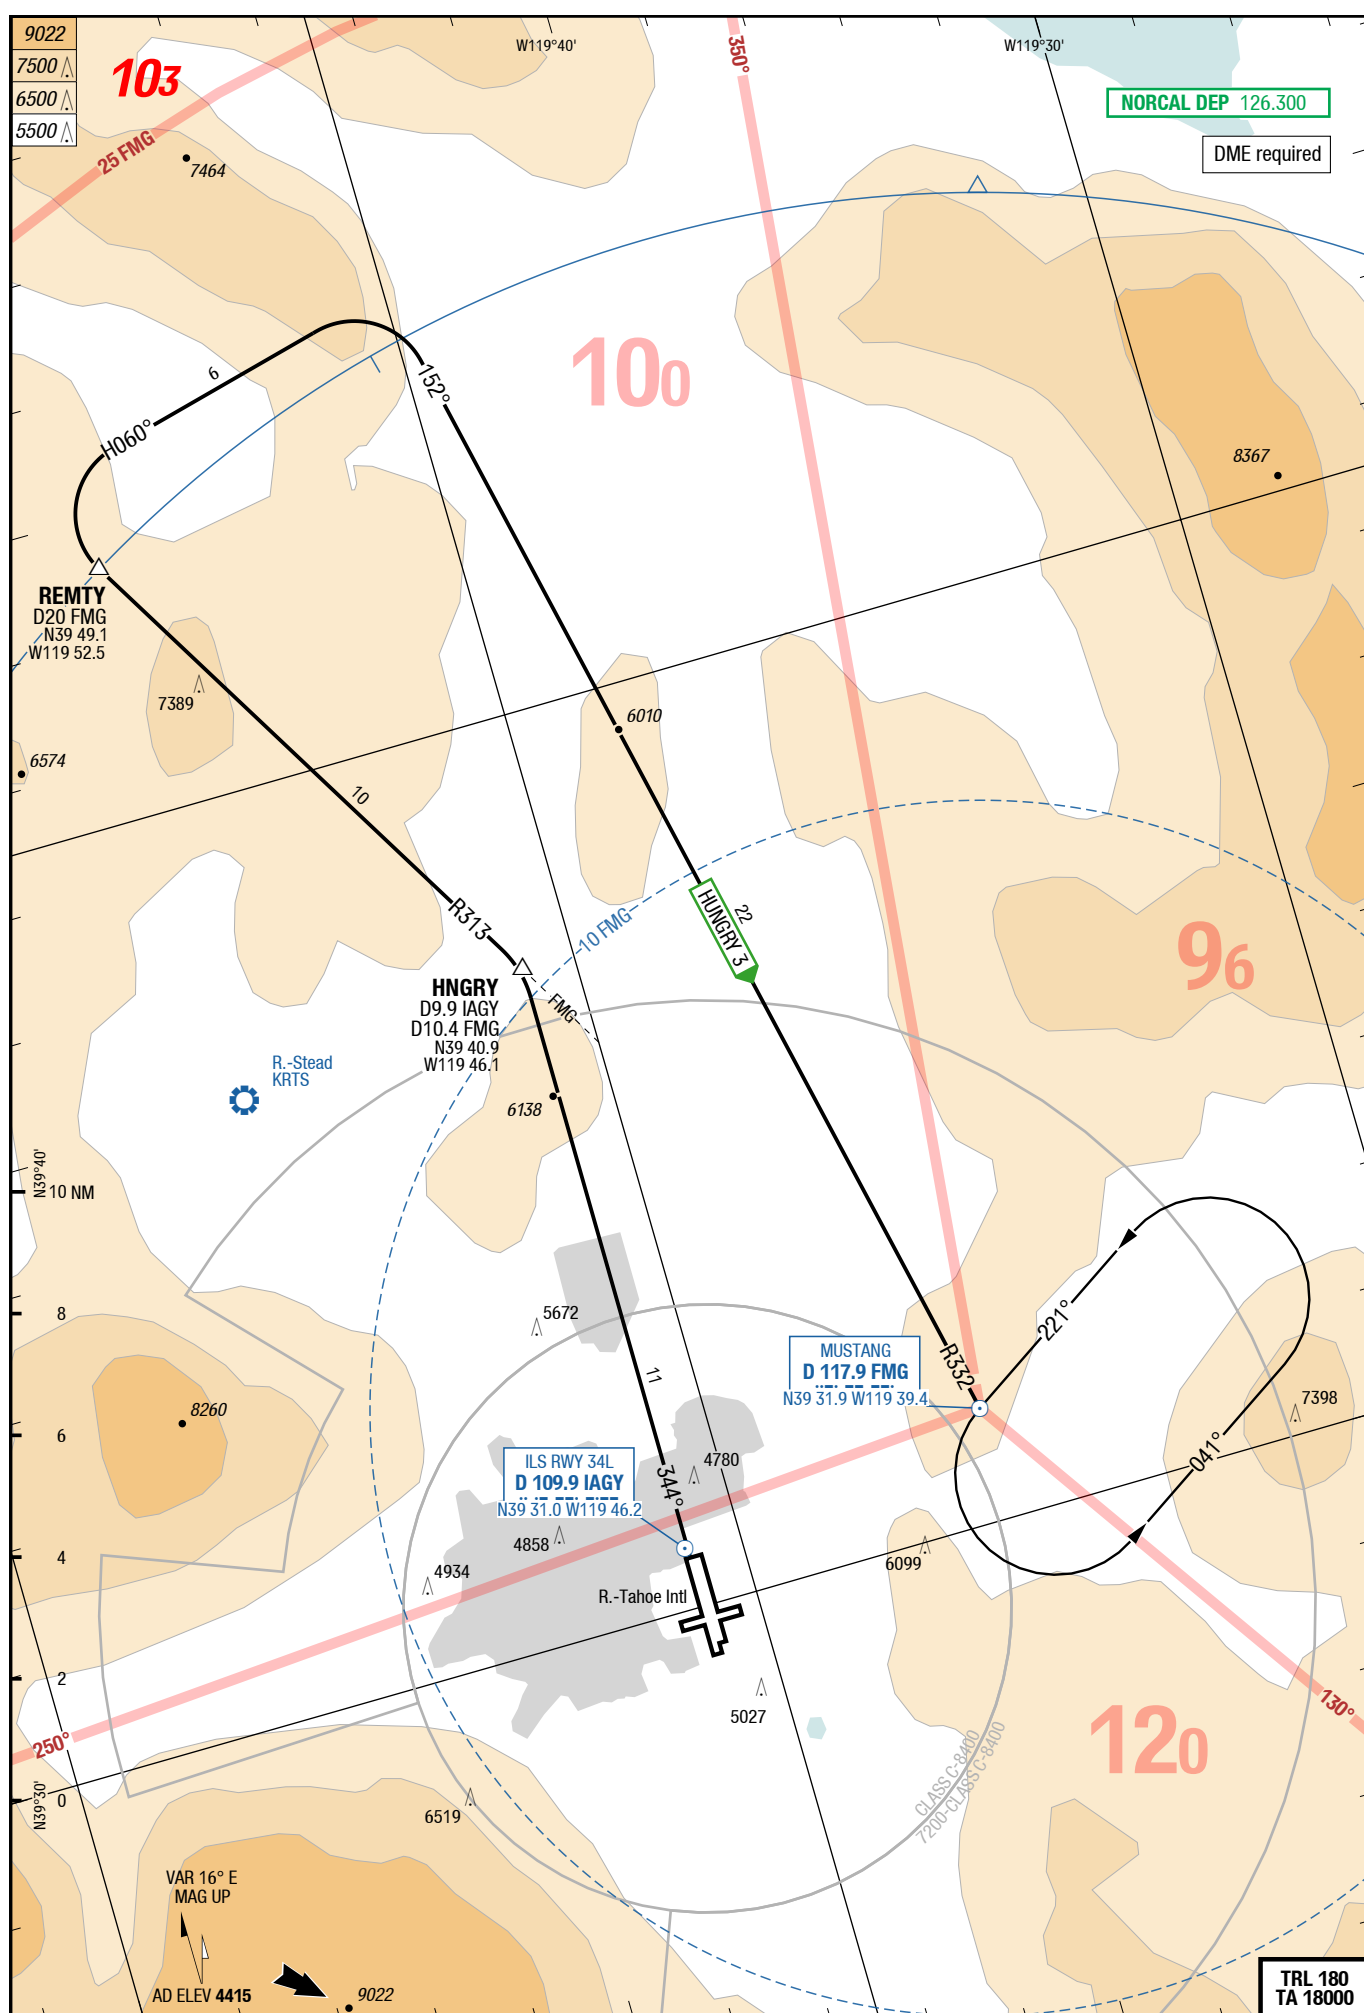 9022
7500
6500
5500
103
W119°40'
350°
W119°30'
NORCAL DEP 126.300
DME required
25 FMG
7464
100
6
152°
H060°
8367
REMTY
D20 FMG
N39 49.1
W119 52.5
7389
6574
6010
10
22
HUNGRY 3
R313
10 FMG
96
HNGRY
D9.9 IAGY
D10.4 FMG
N39 40.9
W119 46.1
FMG
R.-Stead
KRTS
6138
N39°40'
10 NM
8
5672
221°
11
R332
MUSTANG
D 117.9 FMG
N39 31.9 W119 39.4
7398
8260
6
041°
4780
344°
ILS RWY 34L
D 109.9 IAGY
N39 31.0 W119 46.2
4858
6099
4
4934
R.-Tahoe Intl
2
5027
130°
250°
120
CLASS C-8400
7200-CLASS C-8400
N39°30'
0
6519
VAR 16° E
MAG UP
AD ELEV 4415
9022
TRL 180
TA 18000